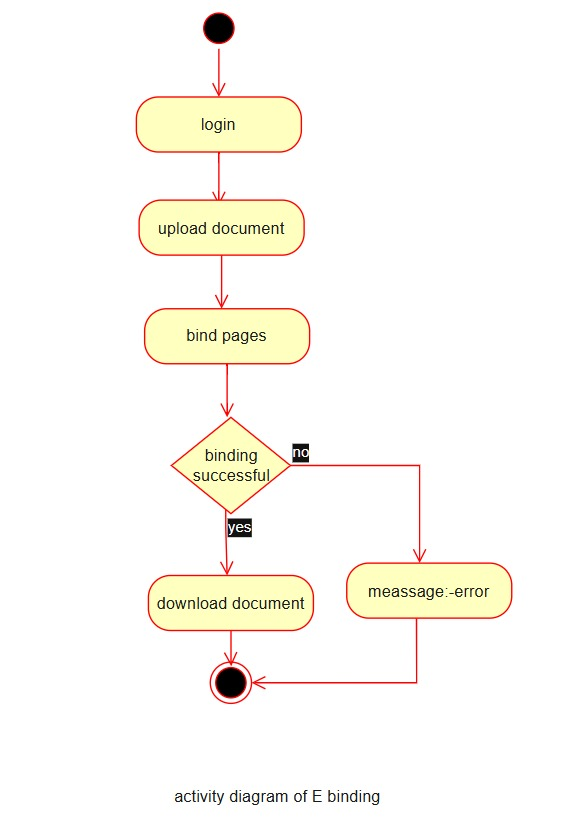 login
upload document
bind pages
binding
successful
no
yes
download document
meassage:-error
activity diagram of E binding